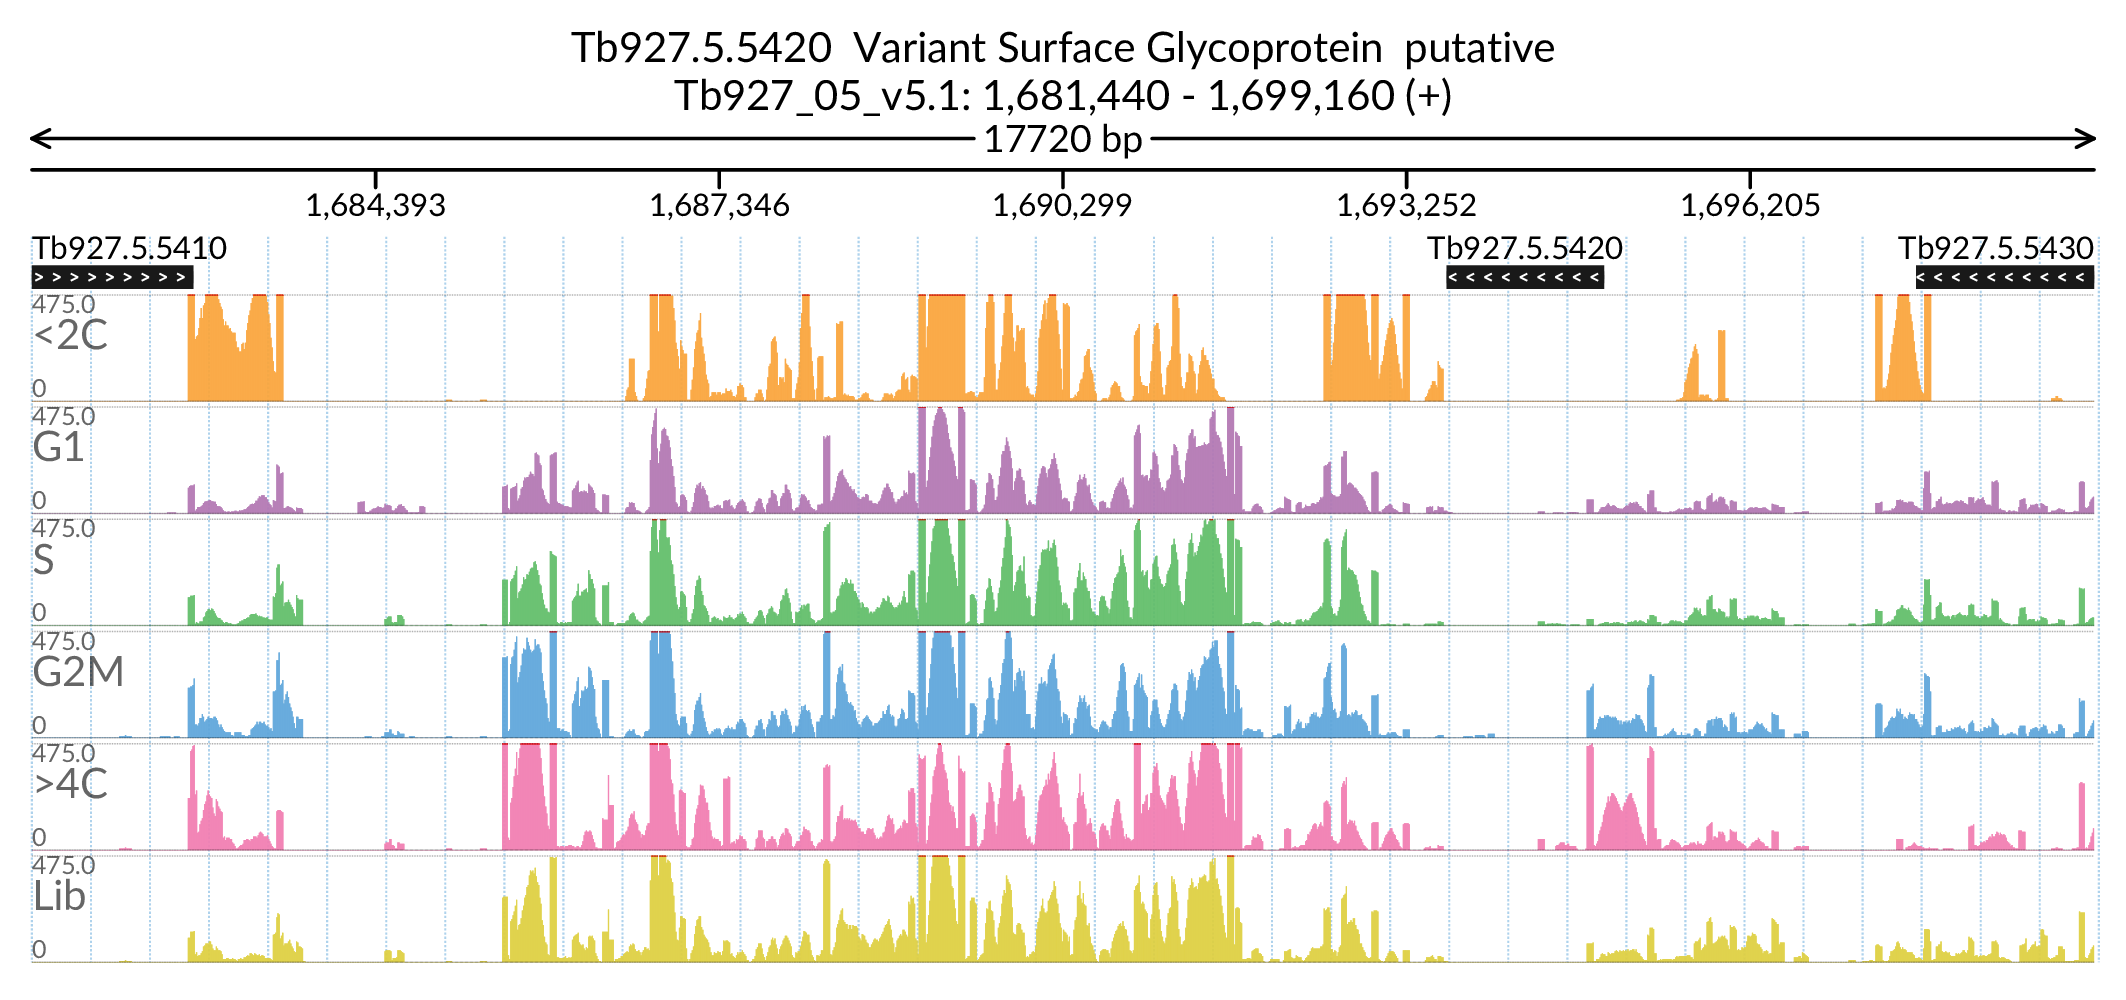 Tb927.5.5420 Variant Surface Glycoprotein putative
Tb927_05_v5.1: 1,681,440 - 1,699,160 (+)
17720 bp
1,684,393 1,687,346 1,690,299 1,693,252 1,696,205
Tb927.5.5410 Tb927.5.5420 Tb927.5.5430
> > > > > > > > > < < < < < < < < < < < < < < < < < < <
475.0
<2C
0
475.0
G1
0
475.0
S
0
475.0
G2M
0
475.0
>4C
0
475.0
Lib
0